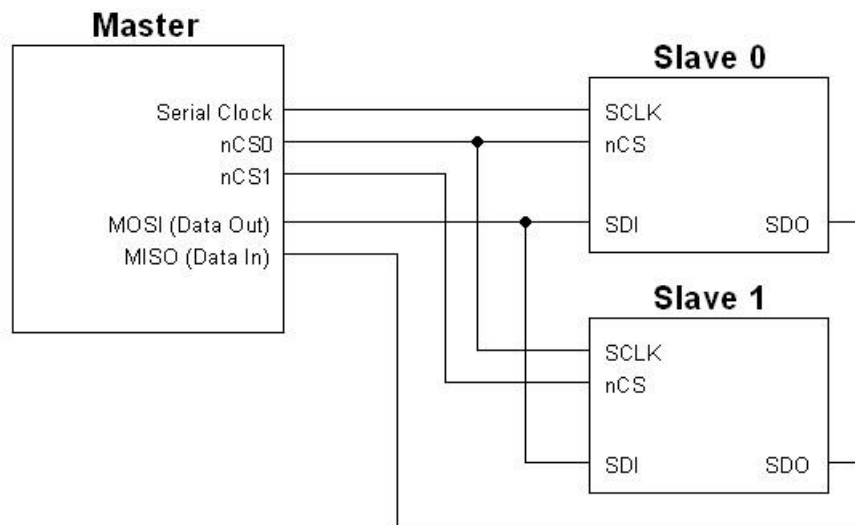 Master
Serial Clock
nCS0
nCS1
MOSI (Data Out)
MISO (Data In)
Slave 0
SCLK
nCS
SDI SDO
Slave 1
SCLK
nCS
SDI SDO